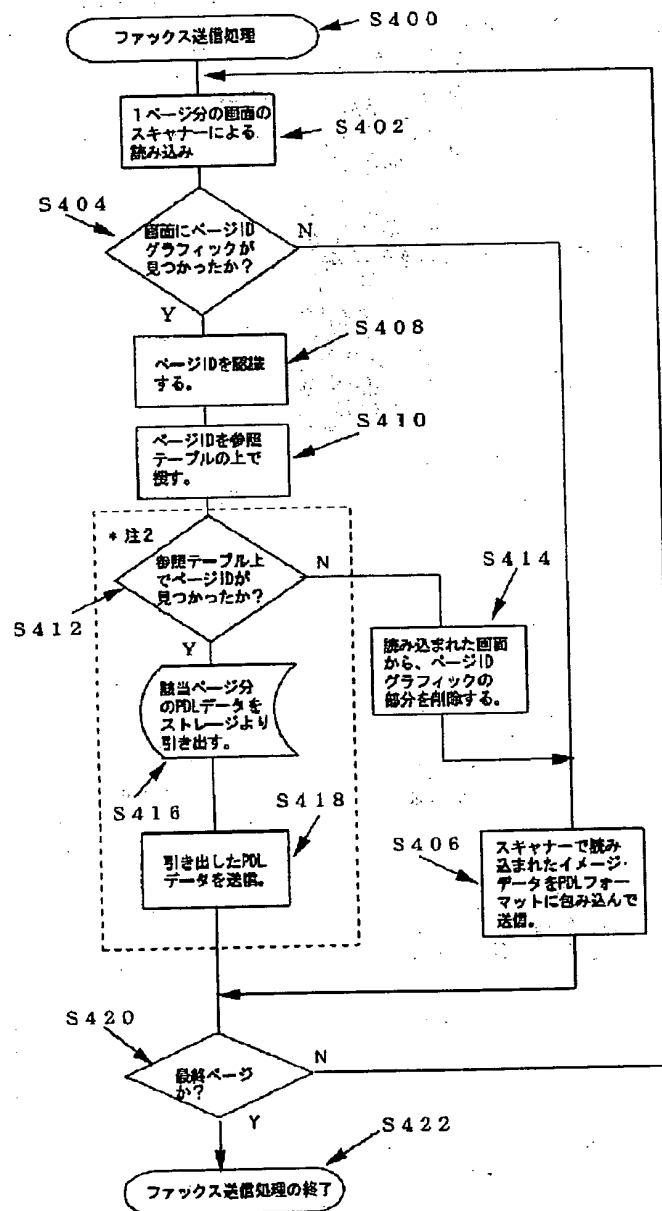 ファックス送信処理
S400
1ページ分の画面の
スキャナーによる
読み込み
S402
S404
画面にページID
グラフィックが
見つかったか?
N
Y
S408
ページIDを認識
する。
S410
ページIDを参照
テーブルの上で
捜す。
*注2
参照テーブル上
でページIDが
見つかったか?
N
S412
Y
S414
読み込まれた画面
から、ページID
グラフィックの
部分を削除する。
該当ページ分
のPDLデータを
ストレージより
引き出す。
S416
S418
引き出したPDL
データを送信。
S406
スキャナーで読み
込まれたイメージ・
データをPDLフォー
マットに包み込んで
送信。
S420
最終ページ
か?
N
Y
S422
ファックス送信処理の終了